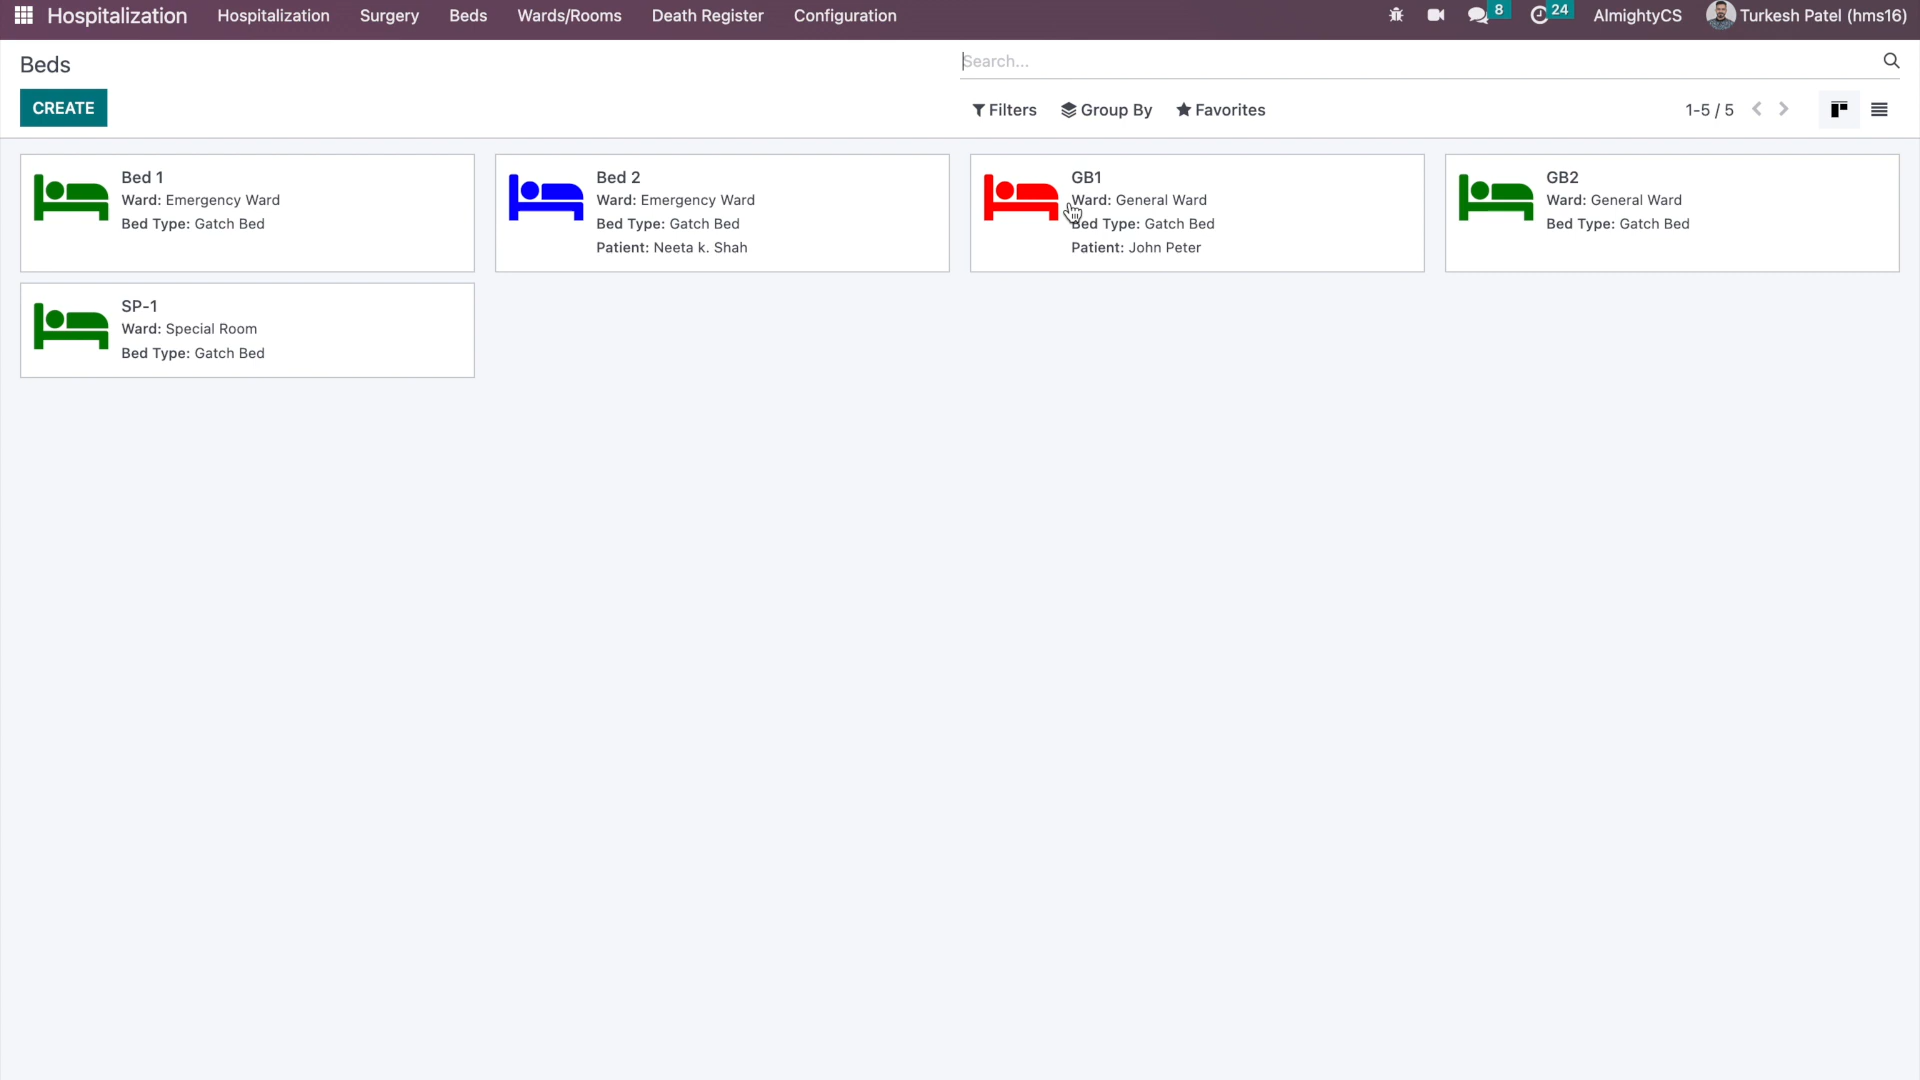 Hospitalization Hospitalization Surgery Beds Wards/Rooms Death Register Configuration 8 24 AlmightyCS Turkesh Patel (hms16)
Beds Search...
CREATE Filters Group By Favorites 1-5 / 5
Bed 1
Ward: Emergency Ward
Bed Type: Gatch Bed
Bed 2
Ward: Emergency Ward
Bed Type: Gatch Bed
Patient: Neeta k. Shah
GB1
Ward: General Ward
Bed Type: Gatch Bed
Patient: John Peter
GB2
Ward: General Ward
Bed Type: Gatch Bed
SP-1
Ward: Special Room
Bed Type: Gatch Bed